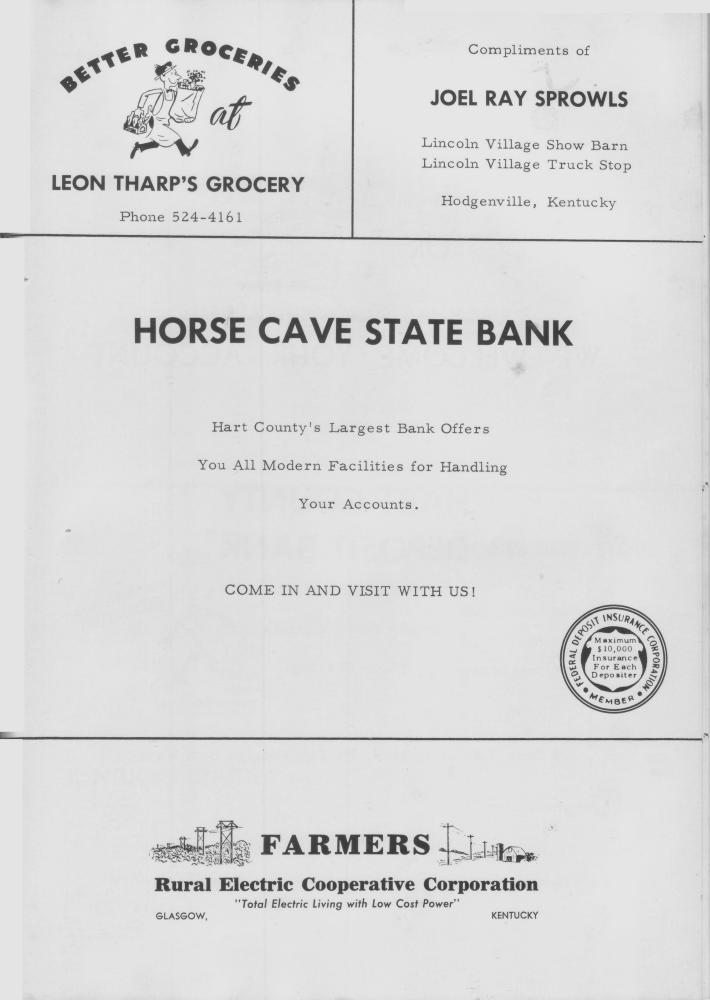 BETTER GROCERIES
at
LEON THARP'S GROCERY
Phone 524-4161
Compliments of
JOEL RAY SPROWLS
Lincoln Village Show Barn
Lincoln Village Truck Stop
Hodgenville, Kentucky
HORSE CAVE STATE BANK
Hart County's Largest Bank Offers
You All Modern Facilities for Handling
Your Accounts.
COME IN AND VISIT WITH US!
FEDERAL DEPOSIT INSURANCE CORPORATION
Maximum
$10,000
Insurance
For Each
Depositer
MEMBER
FARMERS
Rural Electric Cooperative Corporation
"Total Electric Living with Low Cost Power"
GLASGOW, KENTUCKY